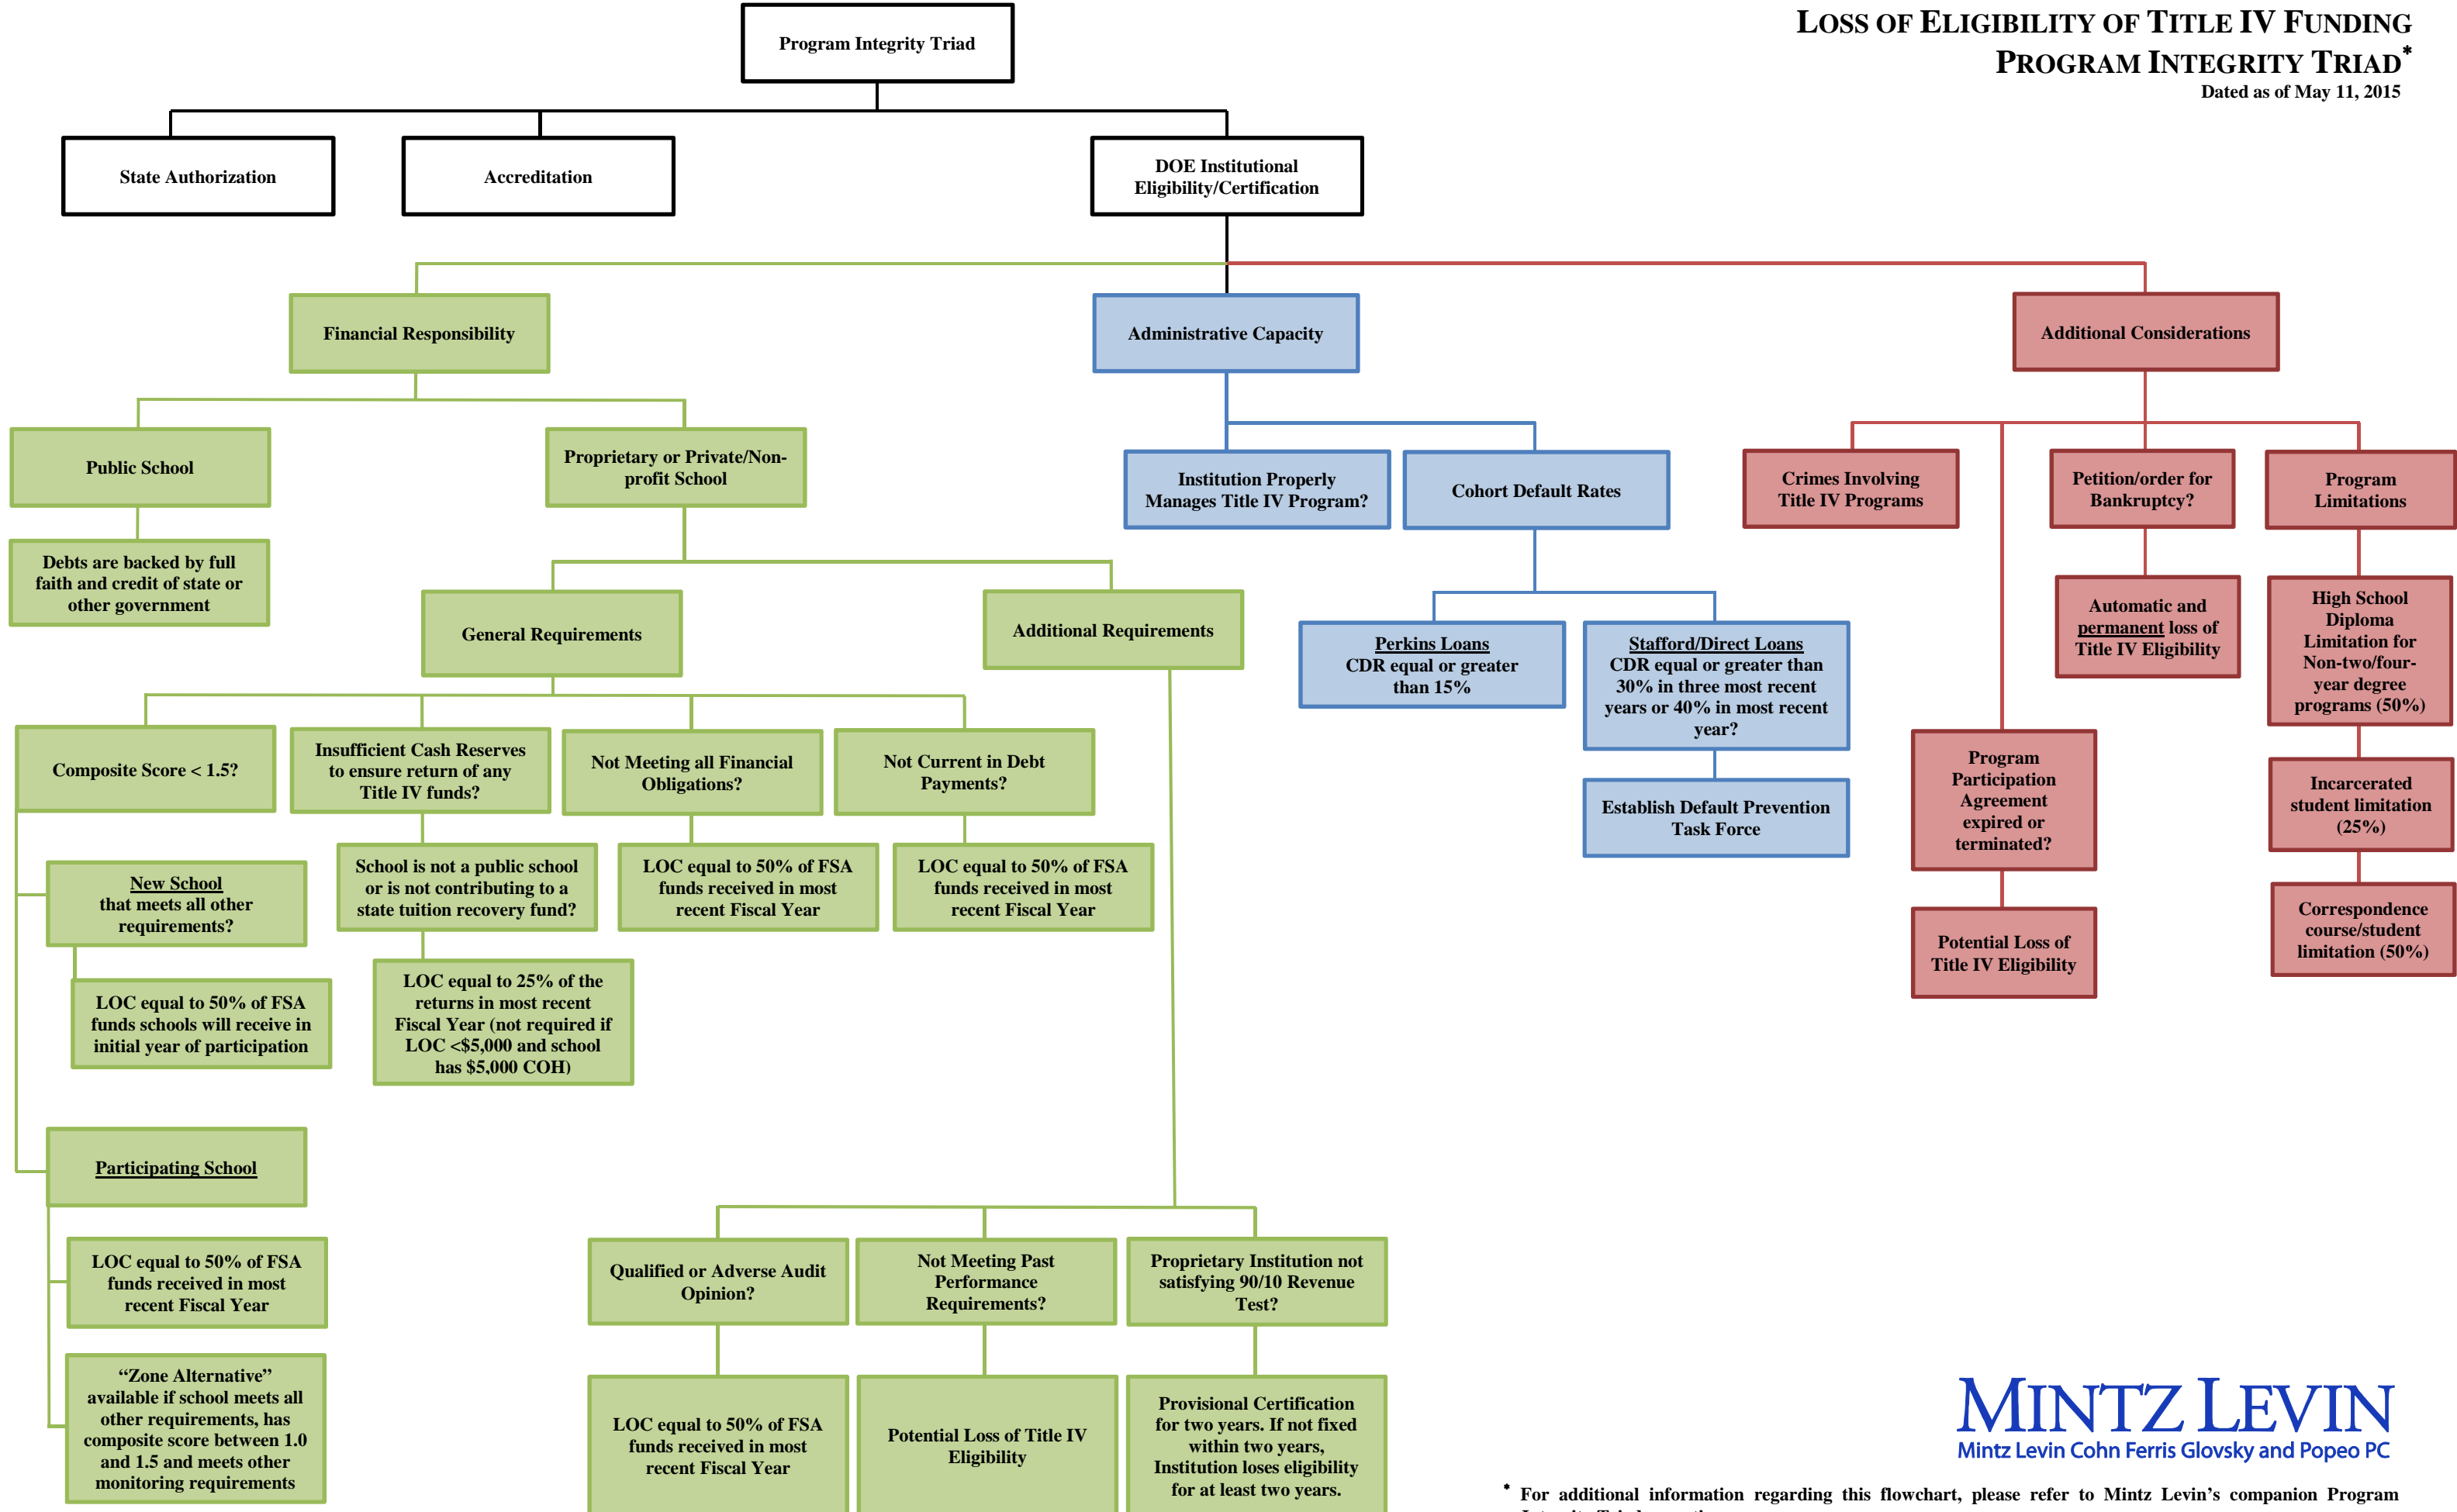 LOSS OF ELIGIBILITY OF TITLE IV FUNDING
PROGRAM INTEGRITY TRIAD*
Dated as of May 11, 2015
Program Integrity Triad
State Authorization
Accreditation
DOE Institutional
Eligibility/Certification
Financial Responsibility
Administrative Capacity
Additional Considerations
Public School
Debts are backed by full
faith and credit of state or
other government
Proprietary or Private/Non-
profit School
General Requirements
Additional Requirements
Composite Score < 1.5?
New School
that meets all other
requirements?
LOC equal to 50% of FSA
funds schools will receive in
initial year of participation
Participating School
LOC equal to 50% of FSA
funds received in most
recent Fiscal Year
“Zone Alternative”
available if school meets all
other requirements, has
composite score between 1.0
and 1.5 and meets other
monitoring requirements
Insufficient Cash Reserves
to ensure return of any
Title IV funds?
School is not a public school
or is not contributing to a
state tuition recovery fund?
LOC equal to 25% of the
returns in most recent
Fiscal Year (not required if
LOC <$5,000 and school
has $5,000 COH)
Not Meeting all Financial
Obligations?
LOC equal to 50% of FSA
funds received in most
recent Fiscal Year
Not Current in Debt
Payments?
LOC equal to 50% of FSA
funds received in most
recent Fiscal Year
Qualified or Adverse Audit
Opinion?
LOC equal to 50% of FSA
funds received in most
recent Fiscal Year
Not Meeting Past
Performance
Requirements?
Potential Loss of Title IV
Eligibility
Proprietary Institution not
satisfying 90/10 Revenue
Test?
Provisional Certification
for two years. If not fixed
within two years,
Institution loses eligibility
for at least two years.
Institution Properly
Manages Title IV Program?
Cohort Default Rates
Perkins Loans
CDR equal or greater
than 15%
Stafford/Direct Loans
CDR equal or greater than
30% in three most recent
years or 40% in most recent
year?
Establish Default Prevention
Task Force
Crimes Involving
Title IV Programs
Program
Participation
Agreement
expired or
terminated?
Potential Loss of
Title IV Eligibility
Petition/order for
Bankruptcy?
Automatic and
permanent loss of
Title IV Eligibility
Program
Limitations
High School
Diploma
Limitation for
Non-two/four-
year degree
programs (50%)
Incarcerated
student limitation
(25%)
Correspondence
course/student
limitation (50%)
MINTZ LEVIN
Mintz Levin Cohn Ferris Glovsky and Popeo PC
* For additional information regarding this flowchart, please refer to Mintz Levin’s companion Program